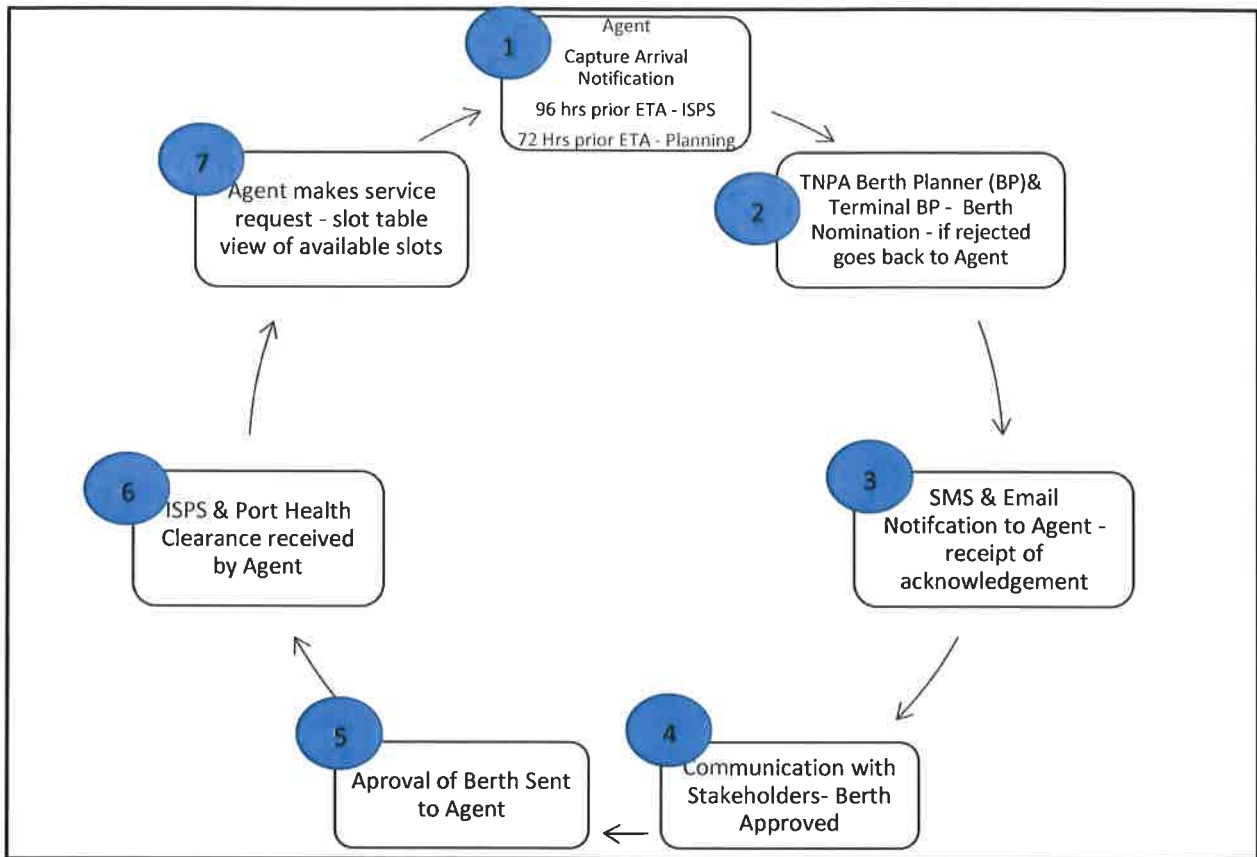 1
Agent
Capture Arrival
Notification
96 hrs prior ETA - ISPS
72 Hrs prior ETA - Planning
2
TNPA Berth Planner (BP)&
Terminal BP - Berth
Nomination - if rejected
goes back to Agent
3
SMS & Email
Notifcation to Agent -
receipt of
acknowledgement
4
Communication with
Stakeholders- Berth
Approved
5
Aproval of Berth Sent
to Agent
6
ISPS & Port Health
Clearance received
by Agent
7
Agent makes service
request - slot table
view of available slots